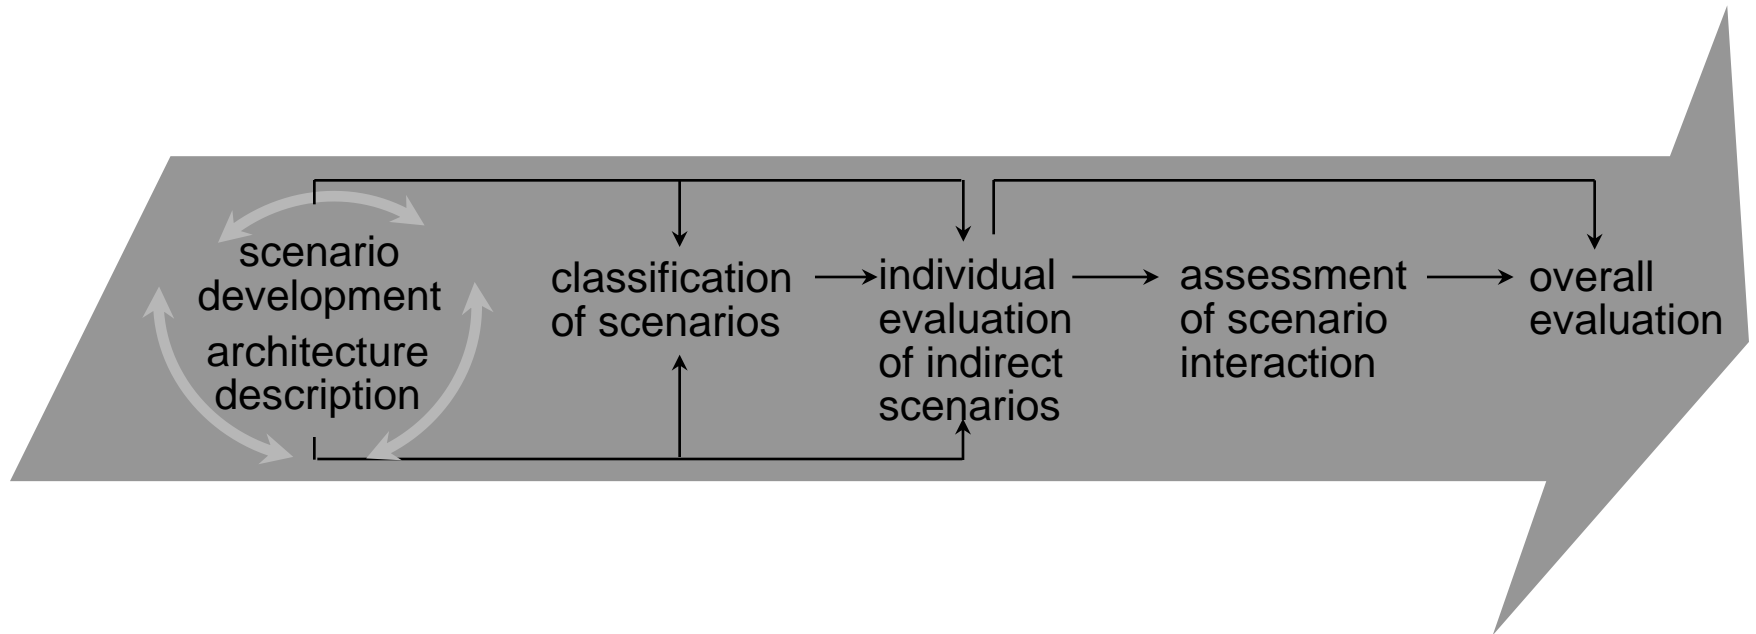 scenario
development
architecture
description
classification
of scenarios
individual
evaluation
of indirect
scenarios
assessment
of scenario
interaction
overall
evaluation